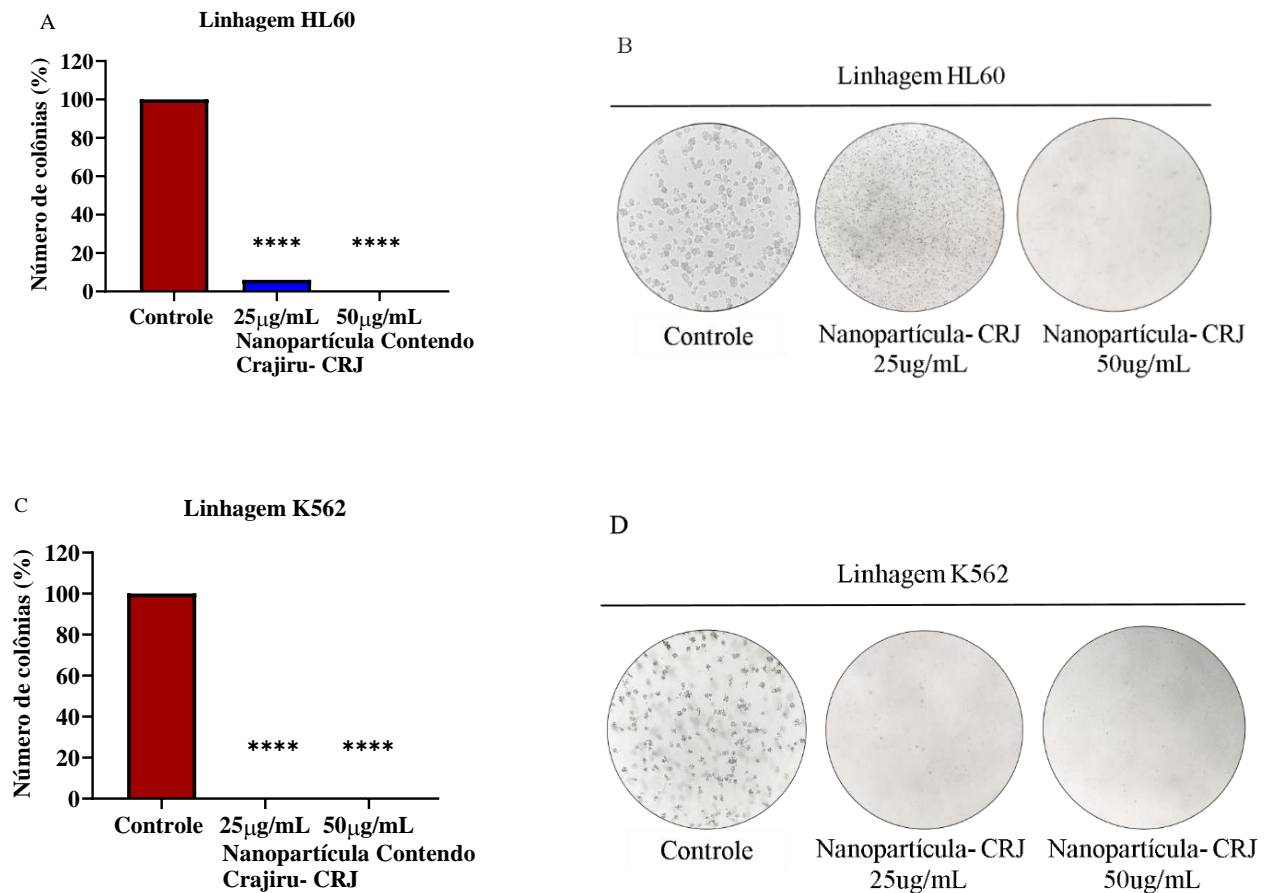 A
Linhagem HL60
Número de colônias (%)
120
100
80
60
40
20
0
****
****
Controle
25μg/mL
50μg/mL
Nanopartícula Contendo
Crajiru- CRJ
B
Linhagem HL60
Controle
Nanopartícula- CRJ
25ug/mL
Nanopartícula- CRJ
50ug/mL
C
Linhagem K562
Número de colônias (%)
120
100
80
60
40
20
0
****
****
Controle
25μg/mL
50μg/mL
Nanopartícula Contendo
Crajiru- CRJ
D
Linhagem K562
Controle
Nanopartícula- CRJ
25ug/mL
Nanopartícula- CRJ
50ug/mL